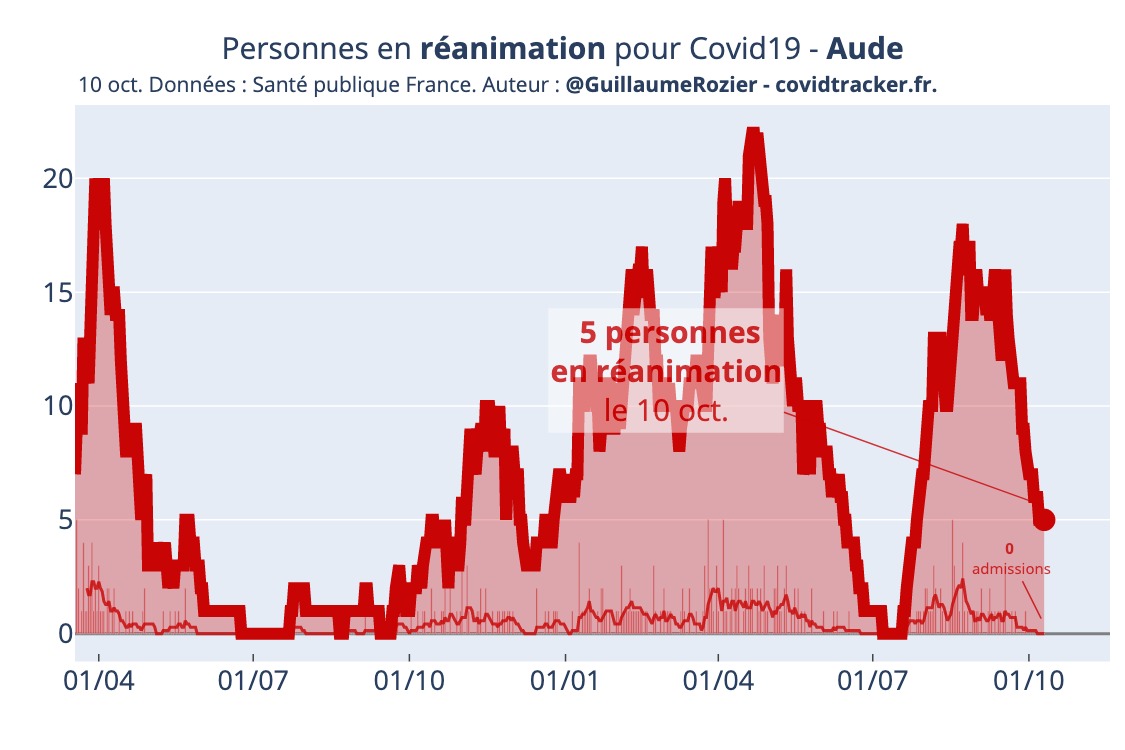 Personnes en réanimation pour Covid19 - Aude
10 oct. Données : Santé publique France. Auteur : @GuillaumeRozier - covidtracker.fr.
20
15
10
5
0
5 personnes
en réanimation
le 10 oct.
0
admissions
01/04
01/07
01/10
01/01
01/04
01/07
01/10